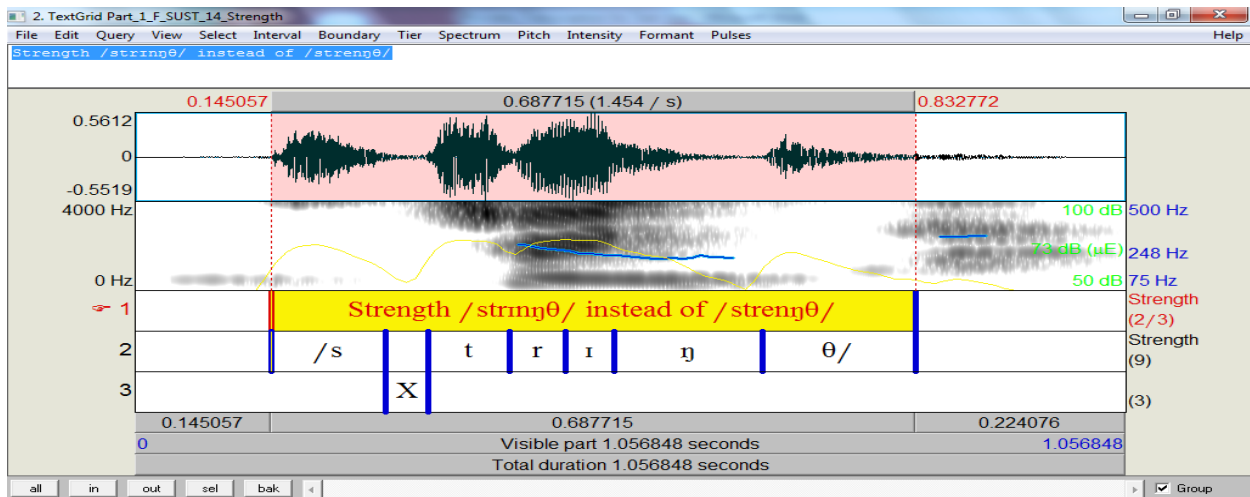 2. TextGrid Part_1_F_SUST_14_Strength
File Edit Query View Select Interval Boundary Tier Spectrum Pitch Intensity Formant Pulses Help
Strength /strɪnŋθ/ instead of /strenŋθ/
0.145057 0.687715 (1.454 / s) 0.832772
0.5612
0
-0.5519
4000 Hz 100 dB 500 Hz
73 dB (µE) 248 Hz
0 Hz 50 dB 75 Hz
1 Strength /strɪnŋθ/ instead of /strenŋθ/ Strength
(2/3)
2 /s t r ɪ ŋ θ/ Strength
(9)
3 X (3)
0.145057 0.687715 0.224076
0 Visible part 1.056848 seconds 1.056848
Total duration 1.056848 seconds
all in out sel bak Group